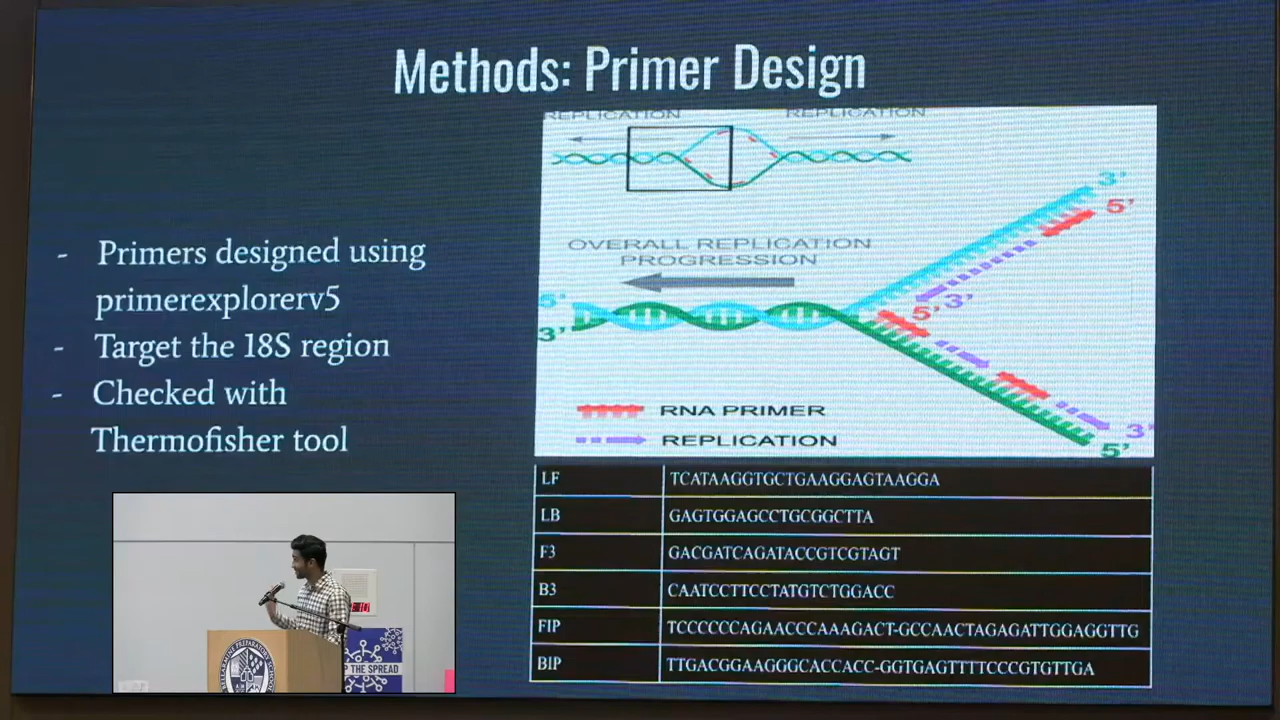 Methods: Primer Design
- Primers designed using
primerexplorerv5
- Target the 18S region
- Checked with
Thermofisher tool
REPLICATION REPLICATION
3'
5'
OVERALL REPLICATION
PROGRESSION
5'
3'
5' 3'
RNA PRIMER
REPLICATION
3'
5'
LF TCATAAGGTGCTGAAGGAGTAAGGA
LB GAGTGGAGCCTGCGGCTTA
F3 GACGATCAGATACCGTCGTAGT
B3 CAATCCTTCCTATGTCTGGACC
FIP TCCCCCCAGAACCCAAAGACT-GCCAACTAGAGATTGGAGGTTG
BIP TTGACGGAAGGGCACCACC-GGTGAGTTTTCCCGTGTTGA
P THE SPREAD